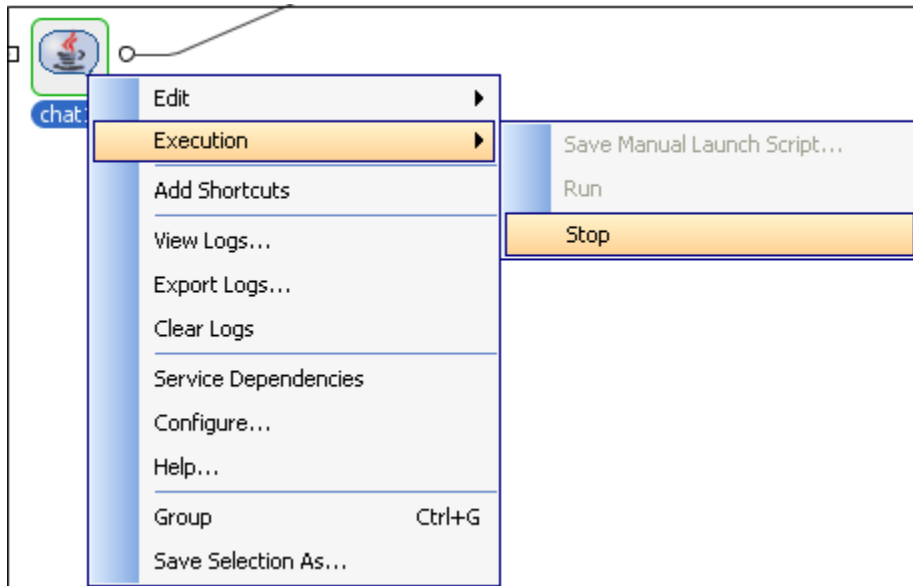 chat
Edit
Execution
Save Manual Launch Script...
Add Shortcuts
Run
View Logs...
Stop
Export Logs...
Clear Logs
Service Dependencies
Configure...
Help...
Group Ctrl+G
Save Selection As...